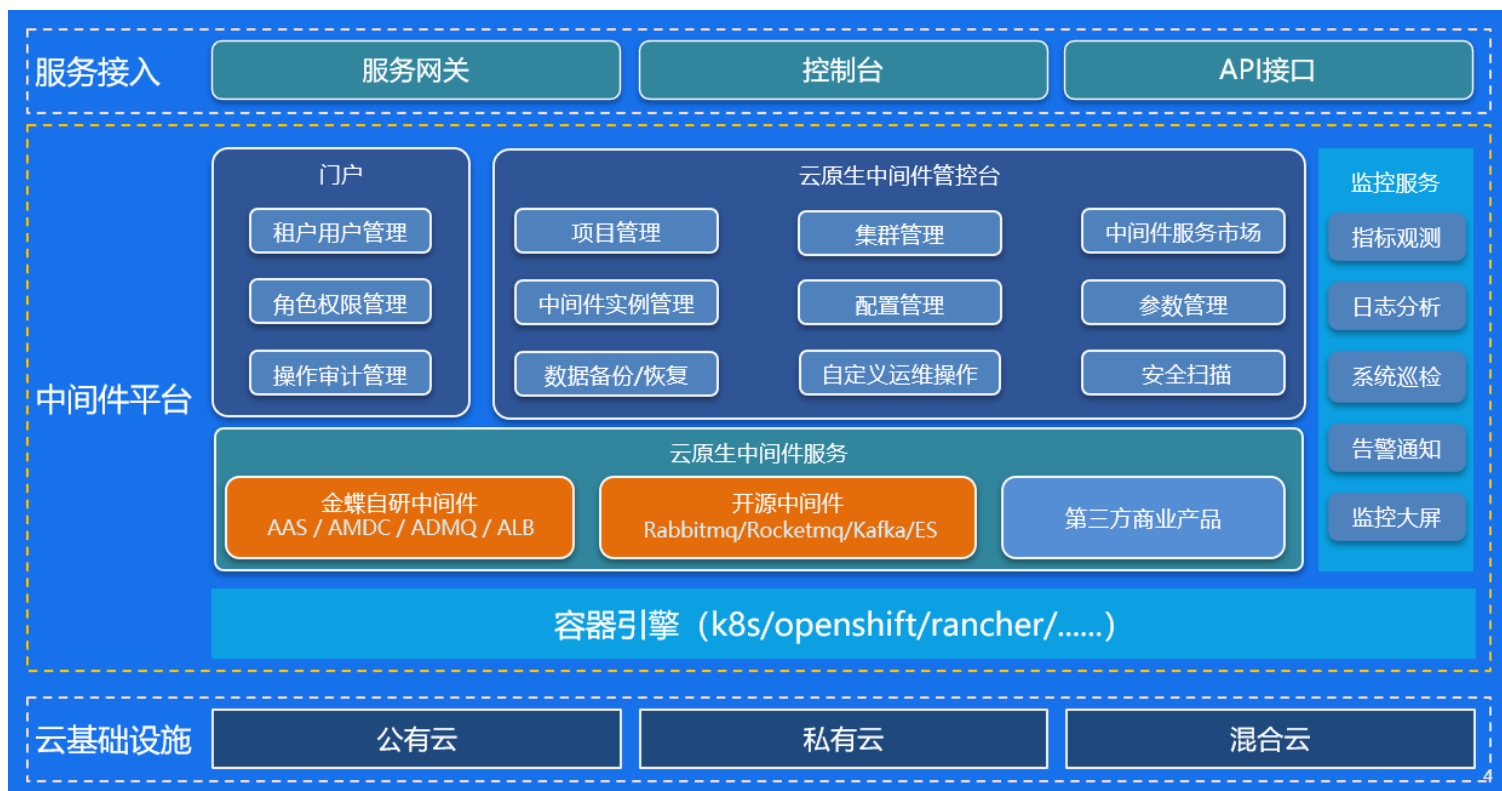 服务接入
服务网关
控制台
API接口
中间件平台
门户
租户用户管理
角色权限管理
操作审计管理
云原生中间件管控台
项目管理
集群管理
中间件服务市场
中间件实例管理
配置管理
参数管理
数据备份/恢复
自定义运维操作
安全扫描
监控服务
指标观测
日志分析
系统巡检
告警通知
监控大屏
云原生中间件服务
金蝶自研中间件
AAS / AMDC / ADMQ / ALB
开源中间件
Rabbitmq/Rocketmq/Kafka/ES
第三方商业产品
容器引擎（k8s/openshift/rancher/......）
云基础设施
公有云
私有云
混合云
4